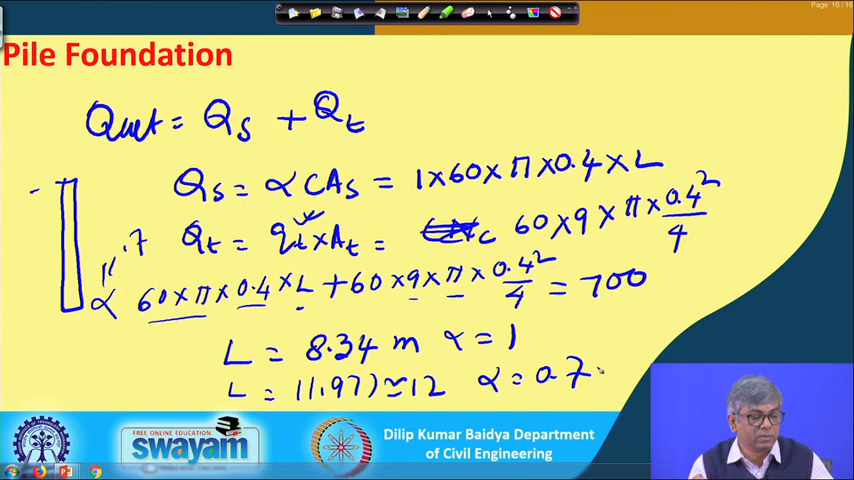 Page: 16 / 16
Pile Foundation
Qult = Qs + Qt
Qs = α C As = 1×60×π×0.4×L
Qt = qt×At = c 60×9×π×0.4²/4
α = .7
60×π×0.4×L + 60×9×π×0.4²/4 = 700
L = 8.34 m α = 1
L = 11.97) ≃ 12 α = 0.7
FREE ONLINE EDUCATION
swayam
Dilip Kumar Baidya Department
of Civil Engineering